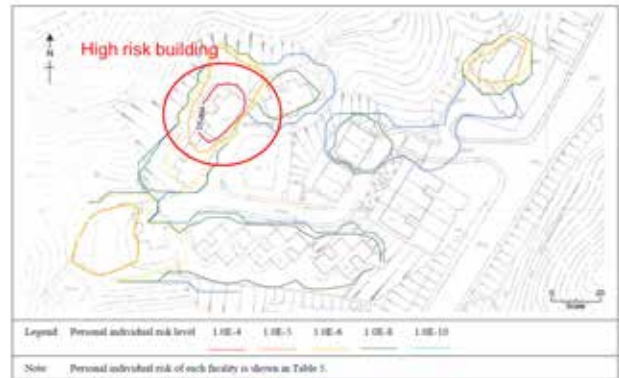 High risk building
N
Scale
Legend Personal individual risk level 1.0E-4 1.0E-5 1.0E-6 1.0E-8 1.0E-10
Note Personal individual risk of each facility is shown in Table 5.